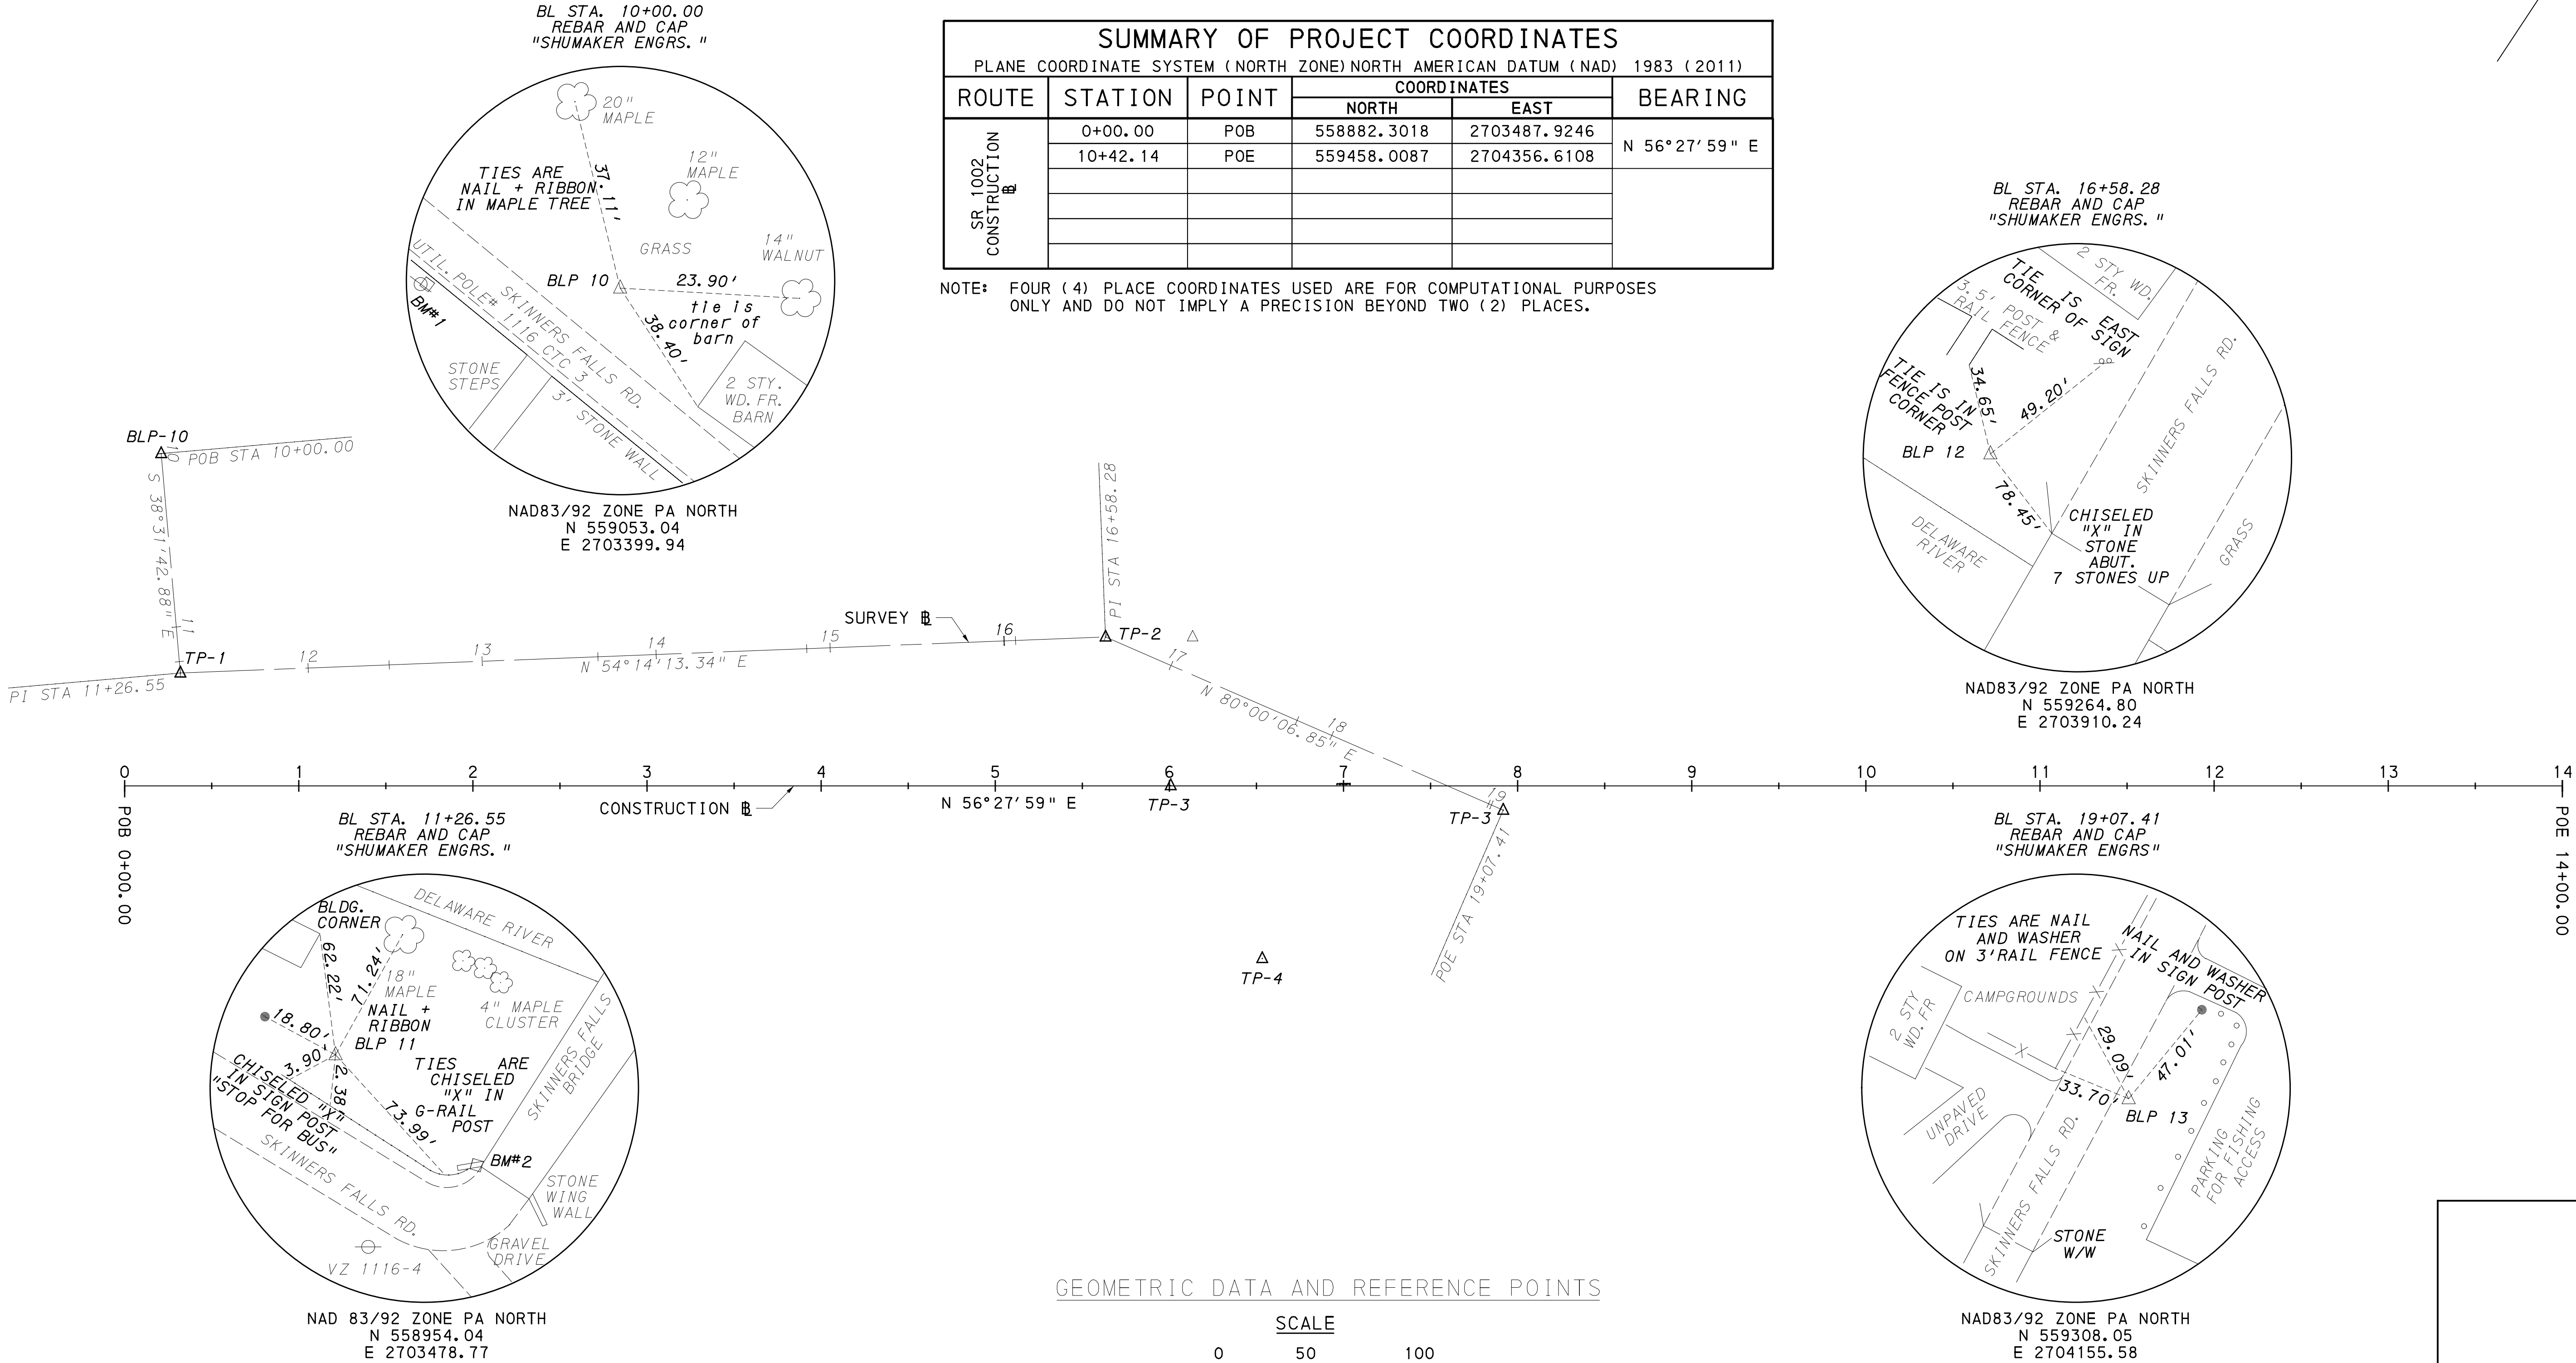 BL STA. 10+00.00
REBAR AND CAP
"SHUMAKER ENGRS."
20"
MAPLE
12"
MAPLE
TIES ARE
NAIL + RIBBON
IN MAPLE TREE
37.11'
GRASS
14"
WALNUT
BLP 10
23.90'
tie is
corner of
barn
38.40'
UTIL. POLE# 1116 CTC 3
SKINNERS FALLS RD.
BM#1
STONE
STEPS
3' STONE WALL
2 STY.
WD. FR.
BARN
NAD83/92 ZONE PA NORTH
N 559053.04
E 2703399.94
SUMMARY OF PROJECT COORDINATES
PLANE COORDINATE SYSTEM (NORTH ZONE) NORTH AMERICAN DATUM (NAD) 1983 (2011)
ROUTE STATION POINT COORDINATES BEARING
NORTH EAST
SR 1002
CONSTRUCTION
BL
0+00.00 POB 558882.3018 2703487.9246
N 56°27'59" E
10+42.14 POE 559458.0087 2704356.6108
NOTE: FOUR (4) PLACE COORDINATES USED ARE FOR COMPUTATIONAL PURPOSES
ONLY AND DO NOT IMPLY A PRECISION BEYOND TWO (2) PLACES.
BL STA. 16+58.28
REBAR AND CAP
"SHUMAKER ENGRS."
2 STY WD.
FR.
TIE IS EAST
CORNER OF SIGN
3.5' POST &
RAIL FENCE
TIE IS IN
FENCE POST
CORNER
34.65'
49.20'
BLP 12
78.45'
SKINNERS FALLS RD.
CHISELED
"X" IN
STONE
ABUT.
7 STONES UP
DELAWARE
RIVER
GRASS
NAD83/92 ZONE PA NORTH
N 559264.80
E 2703910.24
BLP-10
10
POB STA 10+00.00
S 38°31'42.88" E
11
TP-1
PI STA 11+26.55
12
13
14
15
16
N 54°14'13.34" E
SURVEY BL
PI STA 16+58.28
TP-2
17
18
19
N 80°00'06.85" E
0 1 2 3 4 5 6 7 8 9 10 11 12 13 14
POB 0+00.00
CONSTRUCTION BL
N 56°27'59" E
TP-3
TP-3
POE STA 19+07.41
POE 14+00.00
TP-4
BL STA. 11+26.55
REBAR AND CAP
"SHUMAKER ENGRS."
BLDG.
CORNER
DELAWARE RIVER
62.22'
71.24'
18"
MAPLE
4" MAPLE
CLUSTER
NAIL +
RIBBON
18.80'
BLP 11
3.90'
2.38'
73.99'
TIES ARE
CHISELED
"X" IN
G-RAIL
POST
CHISELED "X"
IN SIGN POST
"STOP FOR BUS"
SKINNERS FALLS
BRIDGE
BM#2
SKINNERS FALLS RD.
STONE
WING
WALL
GRAVEL
DRIVE
VZ 1116-4
NAD 83/92 ZONE PA NORTH
N 558954.04
E 2703478.77
BL STA. 19+07.41
REBAR AND CAP
"SHUMAKER ENGRS"
TIES ARE NAIL
AND WASHER
ON 3'RAIL FENCE
NAIL AND WASHER
IN SIGN POST
CAMPGROUNDS
2 STY
WD. FR
29.09'
47.01'
33.70'
BLP 13
UNPAVED
DRIVE
SKINNERS FALLS RD.
PARKING
FOR FISHING
ACCESS
STONE
W/W
NAD83/92 ZONE PA NORTH
N 559308.05
E 2704155.58
GEOMETRIC DATA AND REFERENCE POINTS
SCALE
0 50 100